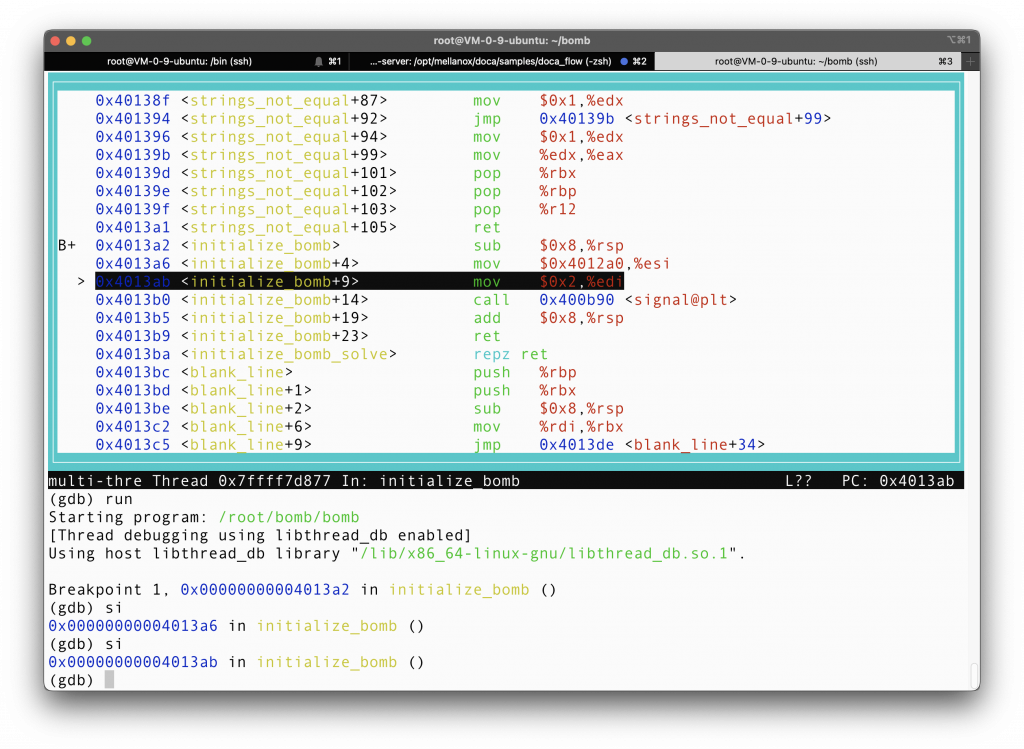 root@VM-0-9-ubuntu: ~/bomb
⌥⌘1
root@VM-0-9-ubuntu: /bin (ssh) ⌘1 ...-server: /opt/mellanox/doca/samples/doca_flow (-zsh) ⌘2 root@VM-0-9-ubuntu: ~/bomb (ssh) ⌘3 +
0x40138f <strings_not_equal+87> mov $0x1,%edx
0x401394 <strings_not_equal+92> jmp 0x40139b <strings_not_equal+99>
0x401396 <strings_not_equal+94> mov $0x1,%edx
0x40139b <strings_not_equal+99> mov %edx,%eax
0x40139d <strings_not_equal+101> pop %rbx
0x40139e <strings_not_equal+102> pop %rbp
0x40139f <strings_not_equal+103> pop %r12
0x4013a1 <strings_not_equal+105> ret
B+ 0x4013a2 <initialize_bomb> sub $0x8,%rsp
0x4013a6 <initialize_bomb+4> mov $0x4012a0,%esi
> 0x4013ab <initialize_bomb+9> mov $0x2,%edi
0x4013b0 <initialize_bomb+14> call 0x400b90 <signal@plt>
0x4013b5 <initialize_bomb+19> add $0x8,%rsp
0x4013b9 <initialize_bomb+23> ret
0x4013ba <initialize_bomb_solve> repz ret
0x4013bc <blank_line> push %rbp
0x4013bd <blank_line+1> push %rbx
0x4013be <blank_line+2> sub $0x8,%rsp
0x4013c2 <blank_line+6> mov %rdi,%rbx
0x4013c5 <blank_line+9> jmp 0x4013de <blank_line+34>
multi-thre Thread 0x7ffff7d877 In: initialize_bomb L?? PC: 0x4013ab
(gdb) run
Starting program: /root/bomb/bomb
[Thread debugging using libthread_db enabled]
Using host libthread_db library "/lib/x86_64-linux-gnu/libthread_db.so.1".
Breakpoint 1, 0x00000000004013a2 in initialize_bomb ()
(gdb) si
0x00000000004013a6 in initialize_bomb ()
(gdb) si
0x00000000004013ab in initialize_bomb ()
(gdb)